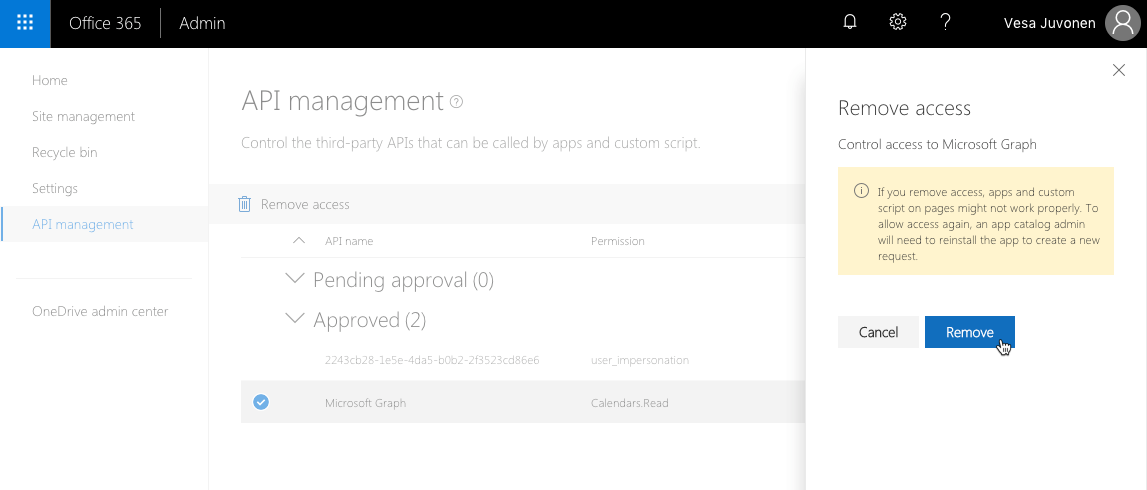 Office 365 Admin Vesa Juvonen
Home
Site management
Recycle bin
Settings
API management
OneDrive admin center
API management
Control the third-party APIs that can be called by apps and custom script.
Remove access
API name Permission
Pending approval (0)
Approved (2)
2243cb28-1e5e-4da5-b0b2-2f3523cd86e6 user_impersonation
Microsoft Graph Calendars.Read
Remove access
Control access to Microsoft Graph
If you remove access, apps and custom
script on pages might not work properly. To
allow access again, an app catalog admin
will need to reinstall the app to create a new
request.
Cancel Remove